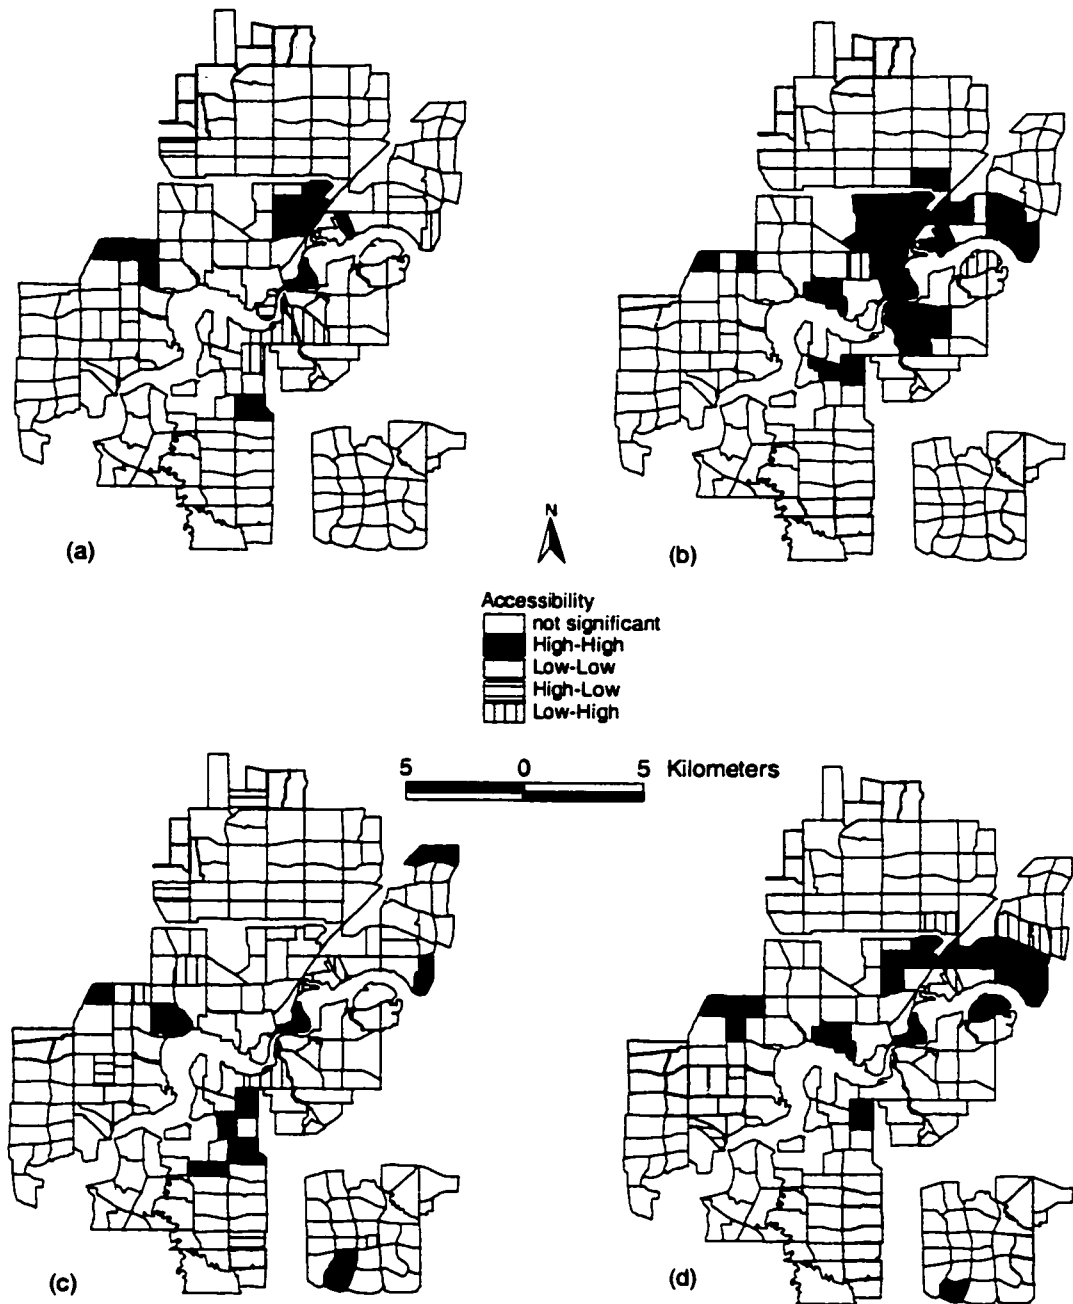 (a)
(b)
N
Accessibility
not significant
High-High
Low-Low
High-Low
Low-High
5 0 5 Kilometers
(c)
(d)